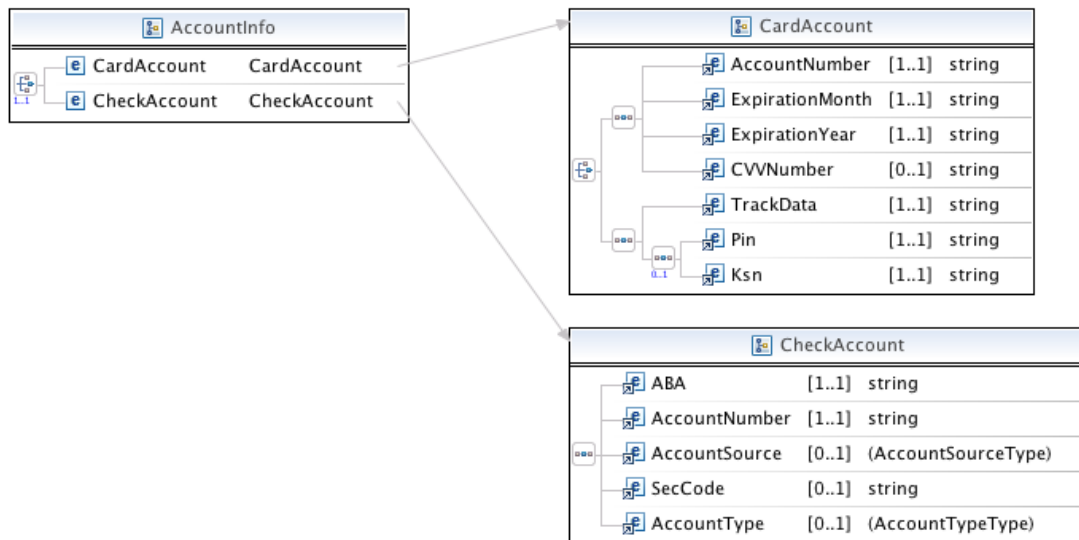 AccountInfo
e CardAccount CardAccount
1..1
e CheckAccount CheckAccount
CardAccount
e AccountNumber [1..1] string
e ExpirationMonth [1..1] string
e ExpirationYear [1..1] string
e CVVNumber [0..1] string
e TrackData [1..1] string
e Pin [1..1] string
0..1
e Ksn [1..1] string
CheckAccount
e ABA [1..1] string
e AccountNumber [1..1] string
e AccountSource [0..1] (AccountSourceType)
e SecCode [0..1] string
e AccountType [0..1] (AccountTypeType)